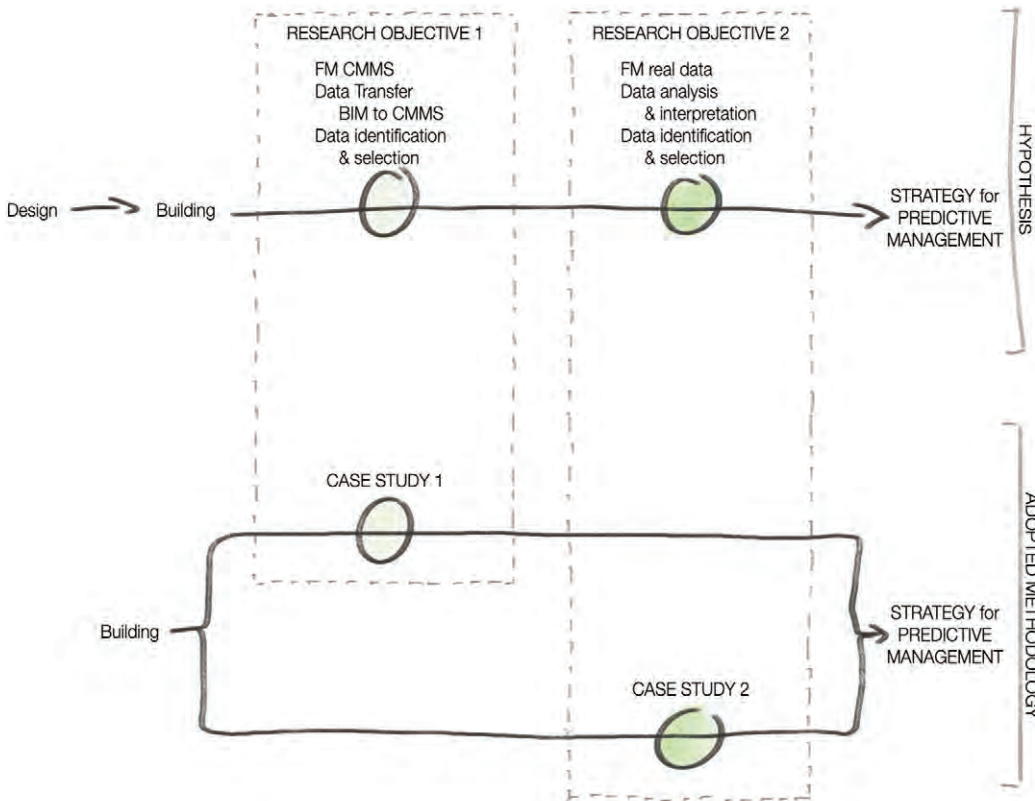 RESEARCH OBJECTIVE 1
FM CMMS
Data Transfer
BIM to CMMS
Data identification
& selection
RESEARCH OBJECTIVE 2
FM real data
Data analysis
& interpretation
Data identification
& selection
Design
Building
STRATEGY for
PREDICTIVE
MANAGEMENT
HYPOTHESIS
CASE STUDY 1
Building
CASE STUDY 2
STRATEGY for
PREDICTIVE
MANAGEMENT
ADOPTED METHODOLOGY